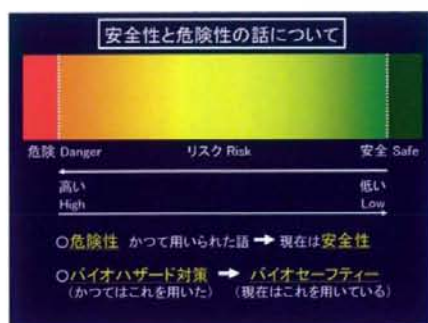 安全性と危険性の話について
危険 Danger リスク Risk 安全 Safe
高い 低い
High Low
○危険性 かつて用いられた語 ➡ 現在は安全性
○バイオハザード対策 ➡ バイオセーフティー
(かつてはこれを用いた) (現在はこれを用いている)